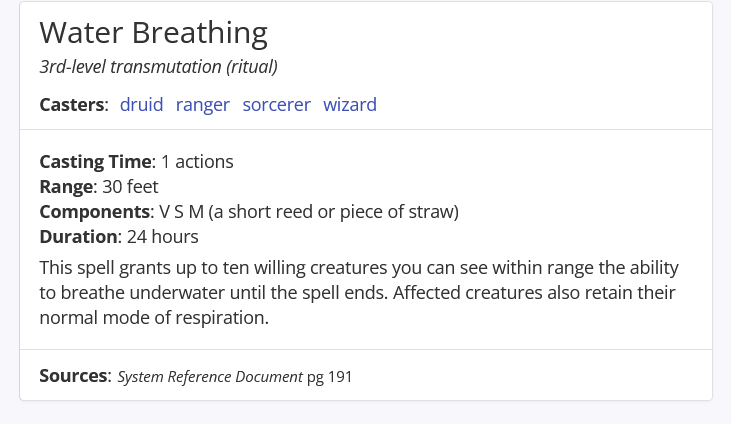 Water Breathing
3rd-level transmutation (ritual)
Casters: druid ranger sorcerer wizard
Casting Time: 1 actions
Range: 30 feet
Components: V S M (a short reed or piece of straw)
Duration: 24 hours
This spell grants up to ten willing creatures you can see within range the ability
to breathe underwater until the spell ends. Affected creatures also retain their
normal mode of respiration.
Sources: System Reference Document pg 191